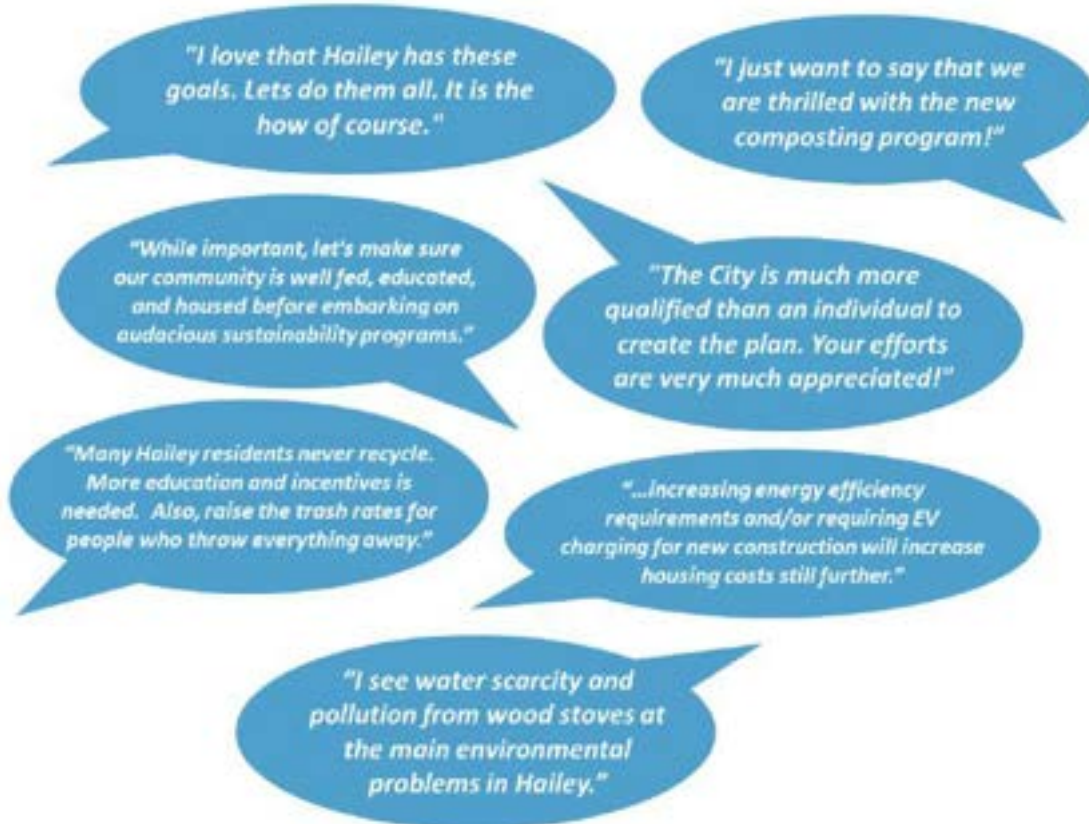 "I love that Hailey has these
goals. Lets do them all. It is the
how of course."
"I just want to say that we
are thrilled with the new
composting program!"
"While important, let's make sure
our community is well fed, educated,
and housed before embarking on
audacious sustainability programs."
"The City is much more
qualified than an individual to
create the plan. Your efforts
are very much appreciated!"
"Many Hailey residents never recycle.
More education and incentives is
needed.  Also, raise the trash rates for
people who throw everything away."
"...increasing energy efficiency
requirements and/or requiring EV
charging for new construction will increase
housing costs still further."
"I see water scarcity and
pollution from wood stoves at
the main environmental
problems in Hailey."